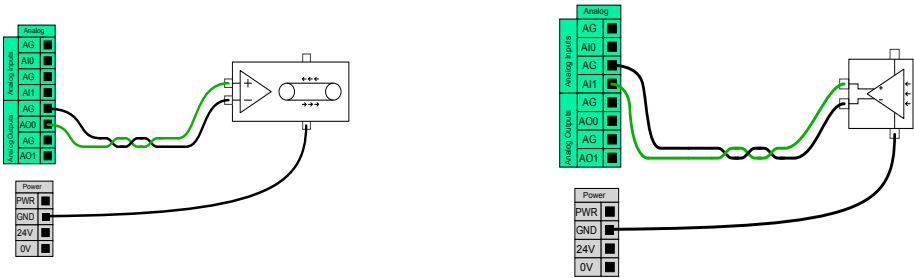 Analog
AG
AI0
AG
AI1
AG
AO0
AG
AO1
Analog Inputs
Analog Outputs
+
−
Power
PWR
GND
24V
0V
Analog
AG
AI0
AG
AI1
AG
AO0
AG
AO1
Analog Inputs
Analog Outputs
+
−
Power
PWR
GND
24V
0V